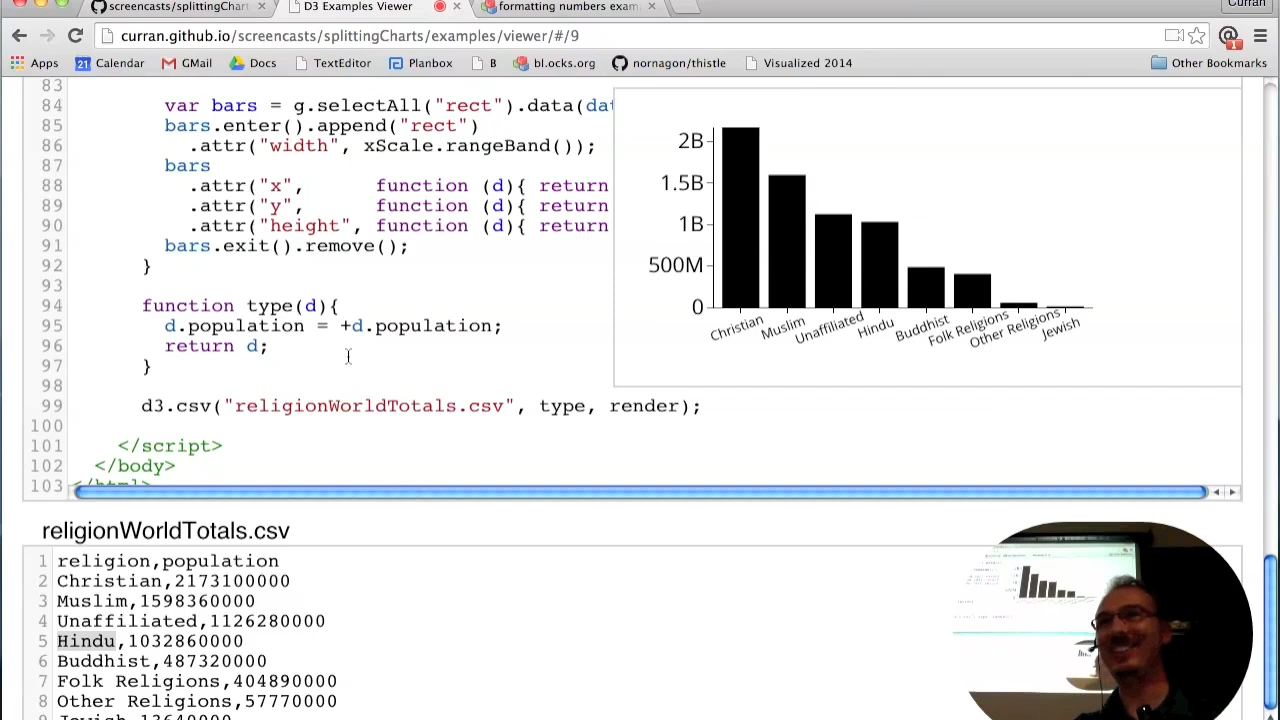 screencasts/splittingChart
D3 Examples Viewer
formatting numbers exam
Curran
curran.github.io/screencasts/splittingCharts/examples/viewer/#/9
1
Apps
21 Calendar
GMail
Docs
TextEditor
Planbox
B
bl.ocks.org
nornagon/thistle
Visualized 2014
Other Bookmarks
83
84 var bars = g.selectAll("rect").data(dat
85 bars.enter().append("rect")
86 .attr("width", xScale.rangeBand());
87 bars
88 .attr("x", function (d){ return
89 .attr("y", function (d){ return
90 .attr("height", function (d){ return
91 bars.exit().remove();
92 }
93
94 function type(d){
95 d.population = +d.population;
96 return d;
97 }
98
99 d3.csv("religionWorldTotals.csv", type, render);
100
101 </script>
102 </body>
103 </html>
2B
1.5B
1B
500M
0
Christian
Muslim
Unaffiliated
Hindu
Buddhist
Folk Religions
Other Religions
Jewish
religionWorldTotals.csv
1 religion,population
2 Christian,2173100000
3 Muslim,1598360000
4 Unaffiliated,1126280000
5 Hindu,1032860000
6 Buddhist,487320000
7 Folk Religions,404890000
8 Other Religions,57770000
Jewish,13640000